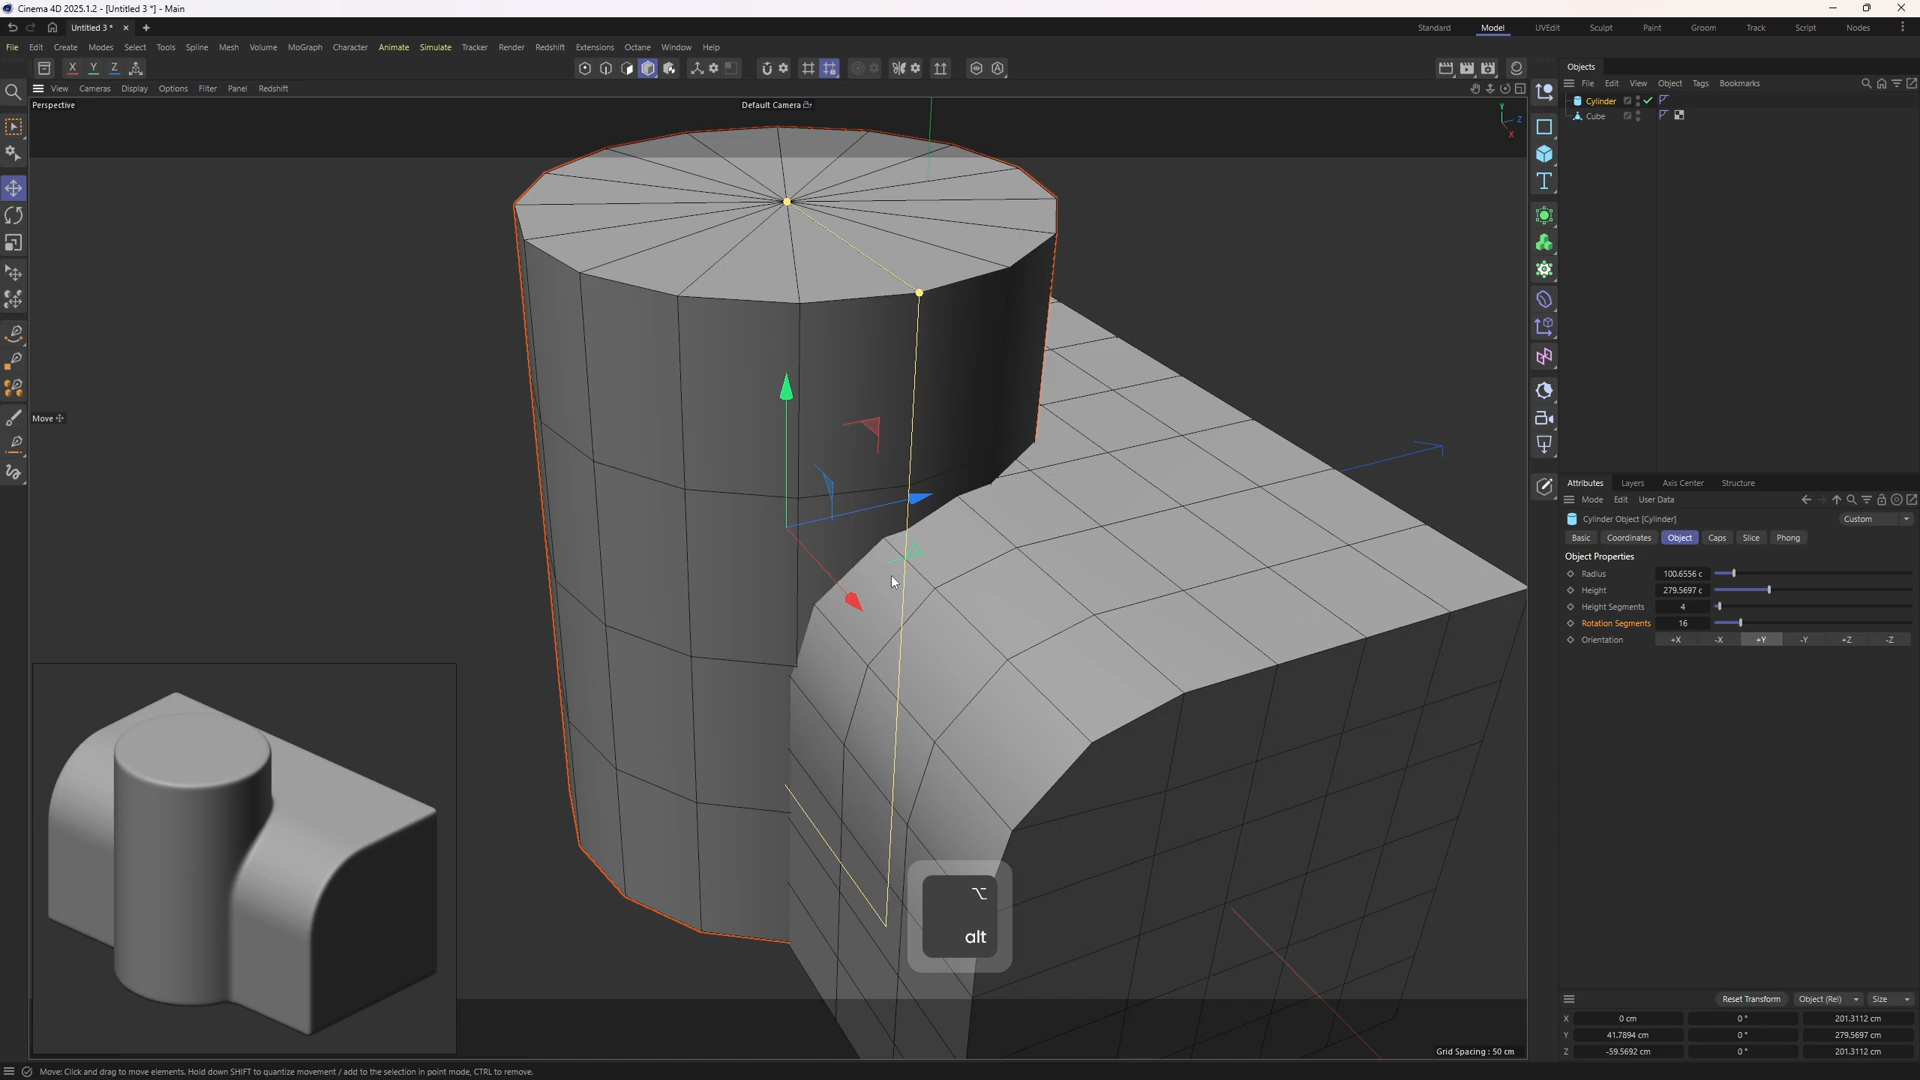 Cinema 4D 2025.1.2 - [Untitled 3 *] - Main
Untitled 3 * × + Standard Model UVEdit Sculpt Paint Groom Track Script Nodes
File Edit Create Modes Select Tools Spline Mesh Volume MoGraph Character Animate Simulate Tracker Render Redshift Extensions Octane Window Help
X Y Z
View Cameras Display Options Filter Panel Redshift
Perspective
Default Camera
Y
Z
X
Move
alt
Grid Spacing : 50 cm
Objects
File Edit View Object Tags Bookmarks
Cylinder
Cube
Attributes Layers Axis Center Structure
Mode Edit User Data
Cylinder Object [Cylinder] Custom
Basic Coordinates Object Caps Slice Phong
Object Properties
Radius 100.6556 c
Height 279.5697 c
Height Segments 4
Rotation Segments 16
Orientation +X -X +Y -Y +Z -Z
Reset Transform Object (Rel) Size
X 0 cm 0 ° 201.3112 cm
Y 41.7894 cm 0 ° 279.5697 cm
Z -59.5692 cm 0 ° 201.3112 cm
Move: Click and drag to move elements. Hold down SHIFT to quantize movement / add to the selection in point mode, CTRL to remove.